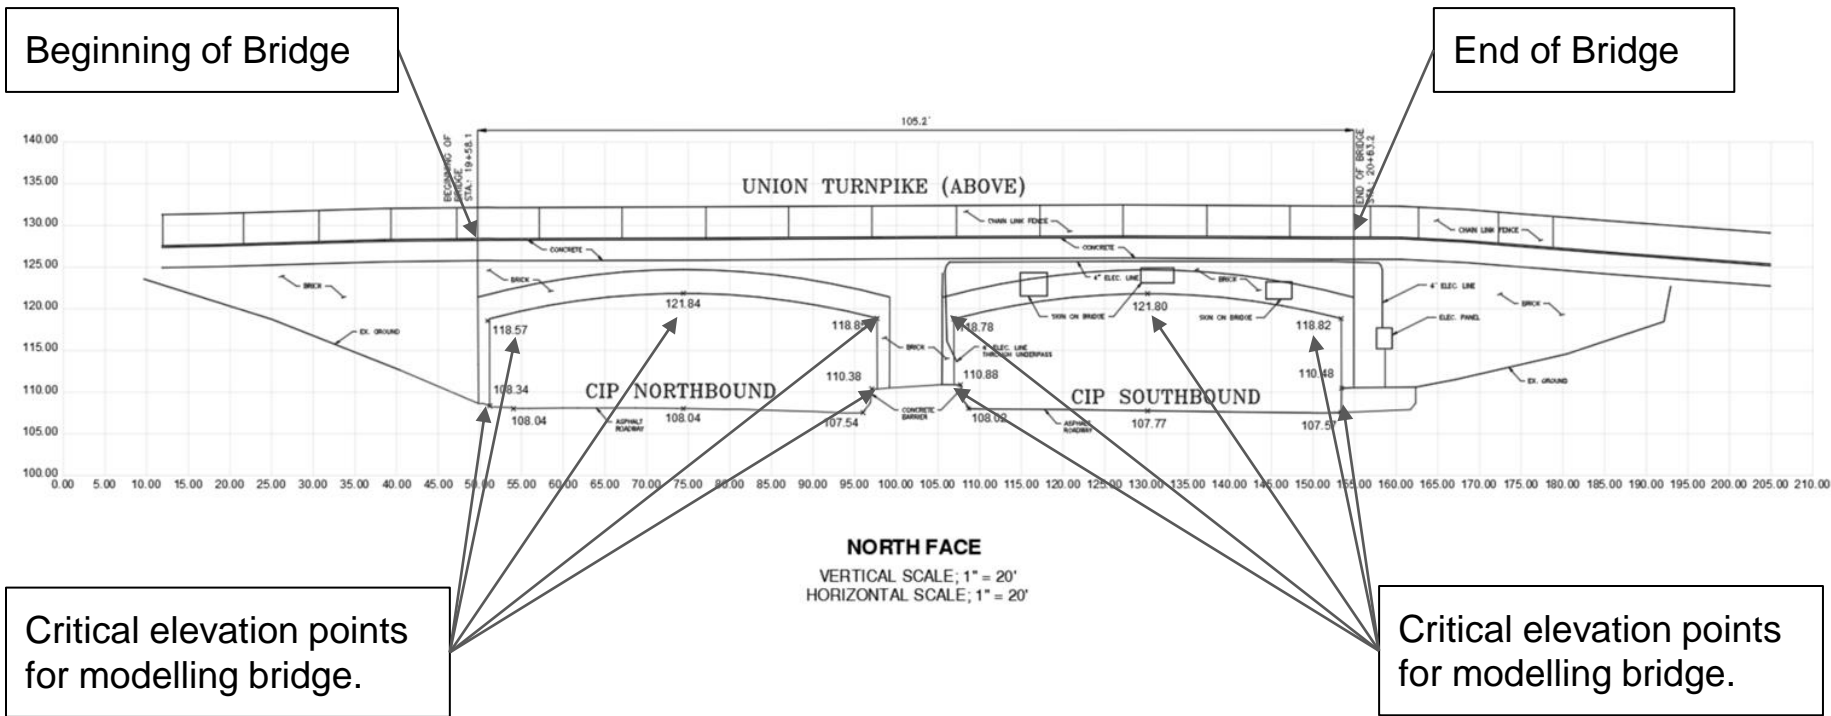 Beginning of Bridge
End of Bridge
105.2'
BEGINNING OF
BRIDGE
STA.: 19+58.1
END OF BRIDGE
STA.: 20+63.2
140.00
135.00
130.00
125.00
120.00
115.00
110.00
105.00
100.00
UNION TURNPIKE (ABOVE)
CHAIN LINK FENCE
CHAIN LINK FENCE
CONCRETE
CONCRETE
BRICK
BRICK
4" ELEC. LINE
BRICK
4" ELEC. LINE
BRICK
121.84
121.80
SIGN ON BRIDGE
SIGN ON BRIDGE
ELEC. PANEL
EX. GROUND
118.57
118.85
118.78
118.82
BRICK
4" ELEC. LINE
THROUGH UNDERPASS
108.34
110.38
110.88
110.48
EX. GROUND
CIP NORTHBOUND
CIP SOUTHBOUND
CONCRETE
BARRIER
108.04
ASPHALT
ROADWAY
108.04
107.54
108.02
ASPHALT
ROADWAY
107.77
107.57
0.00 5.00 10.00 15.00 20.00 25.00 30.00 35.00 40.00 45.00 50.00 55.00 60.00 65.00 70.00 75.00 80.00 85.00 90.00 95.00 100.00 105.00 110.00 115.00 120.00 125.00 130.00 135.00 140.00 145.00 150.00 155.00 160.00 165.00 170.00 175.00 180.00 185.00 190.00 195.00 200.00 205.00 210.00
NORTH FACE
VERTICAL SCALE; 1" = 20'
HORIZONTAL SCALE; 1" = 20'
Critical elevation points
for modelling bridge.
Critical elevation points
for modelling bridge.